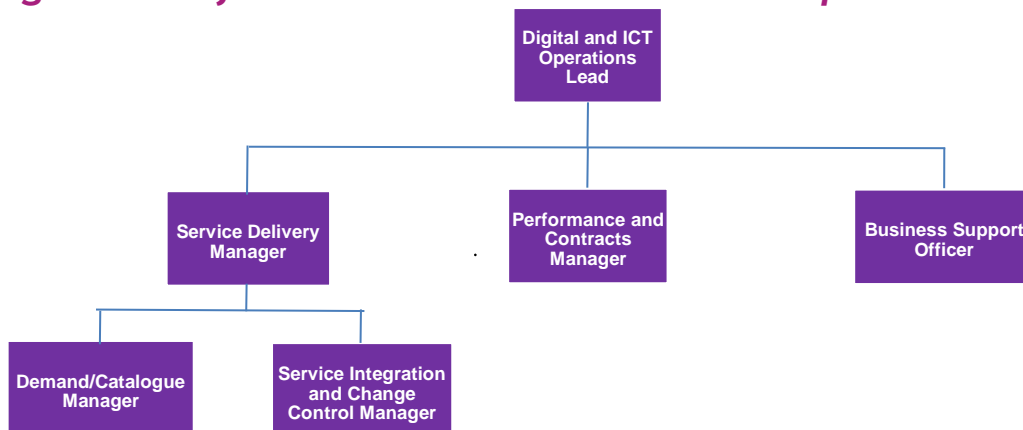 Digital and ICT
Operations
Lead
Service Delivery
Manager
Performance and
Contracts
Manager
Business Support
Officer
Demand/Catalogue
Manager
Service Integration
and Change
Control Manager